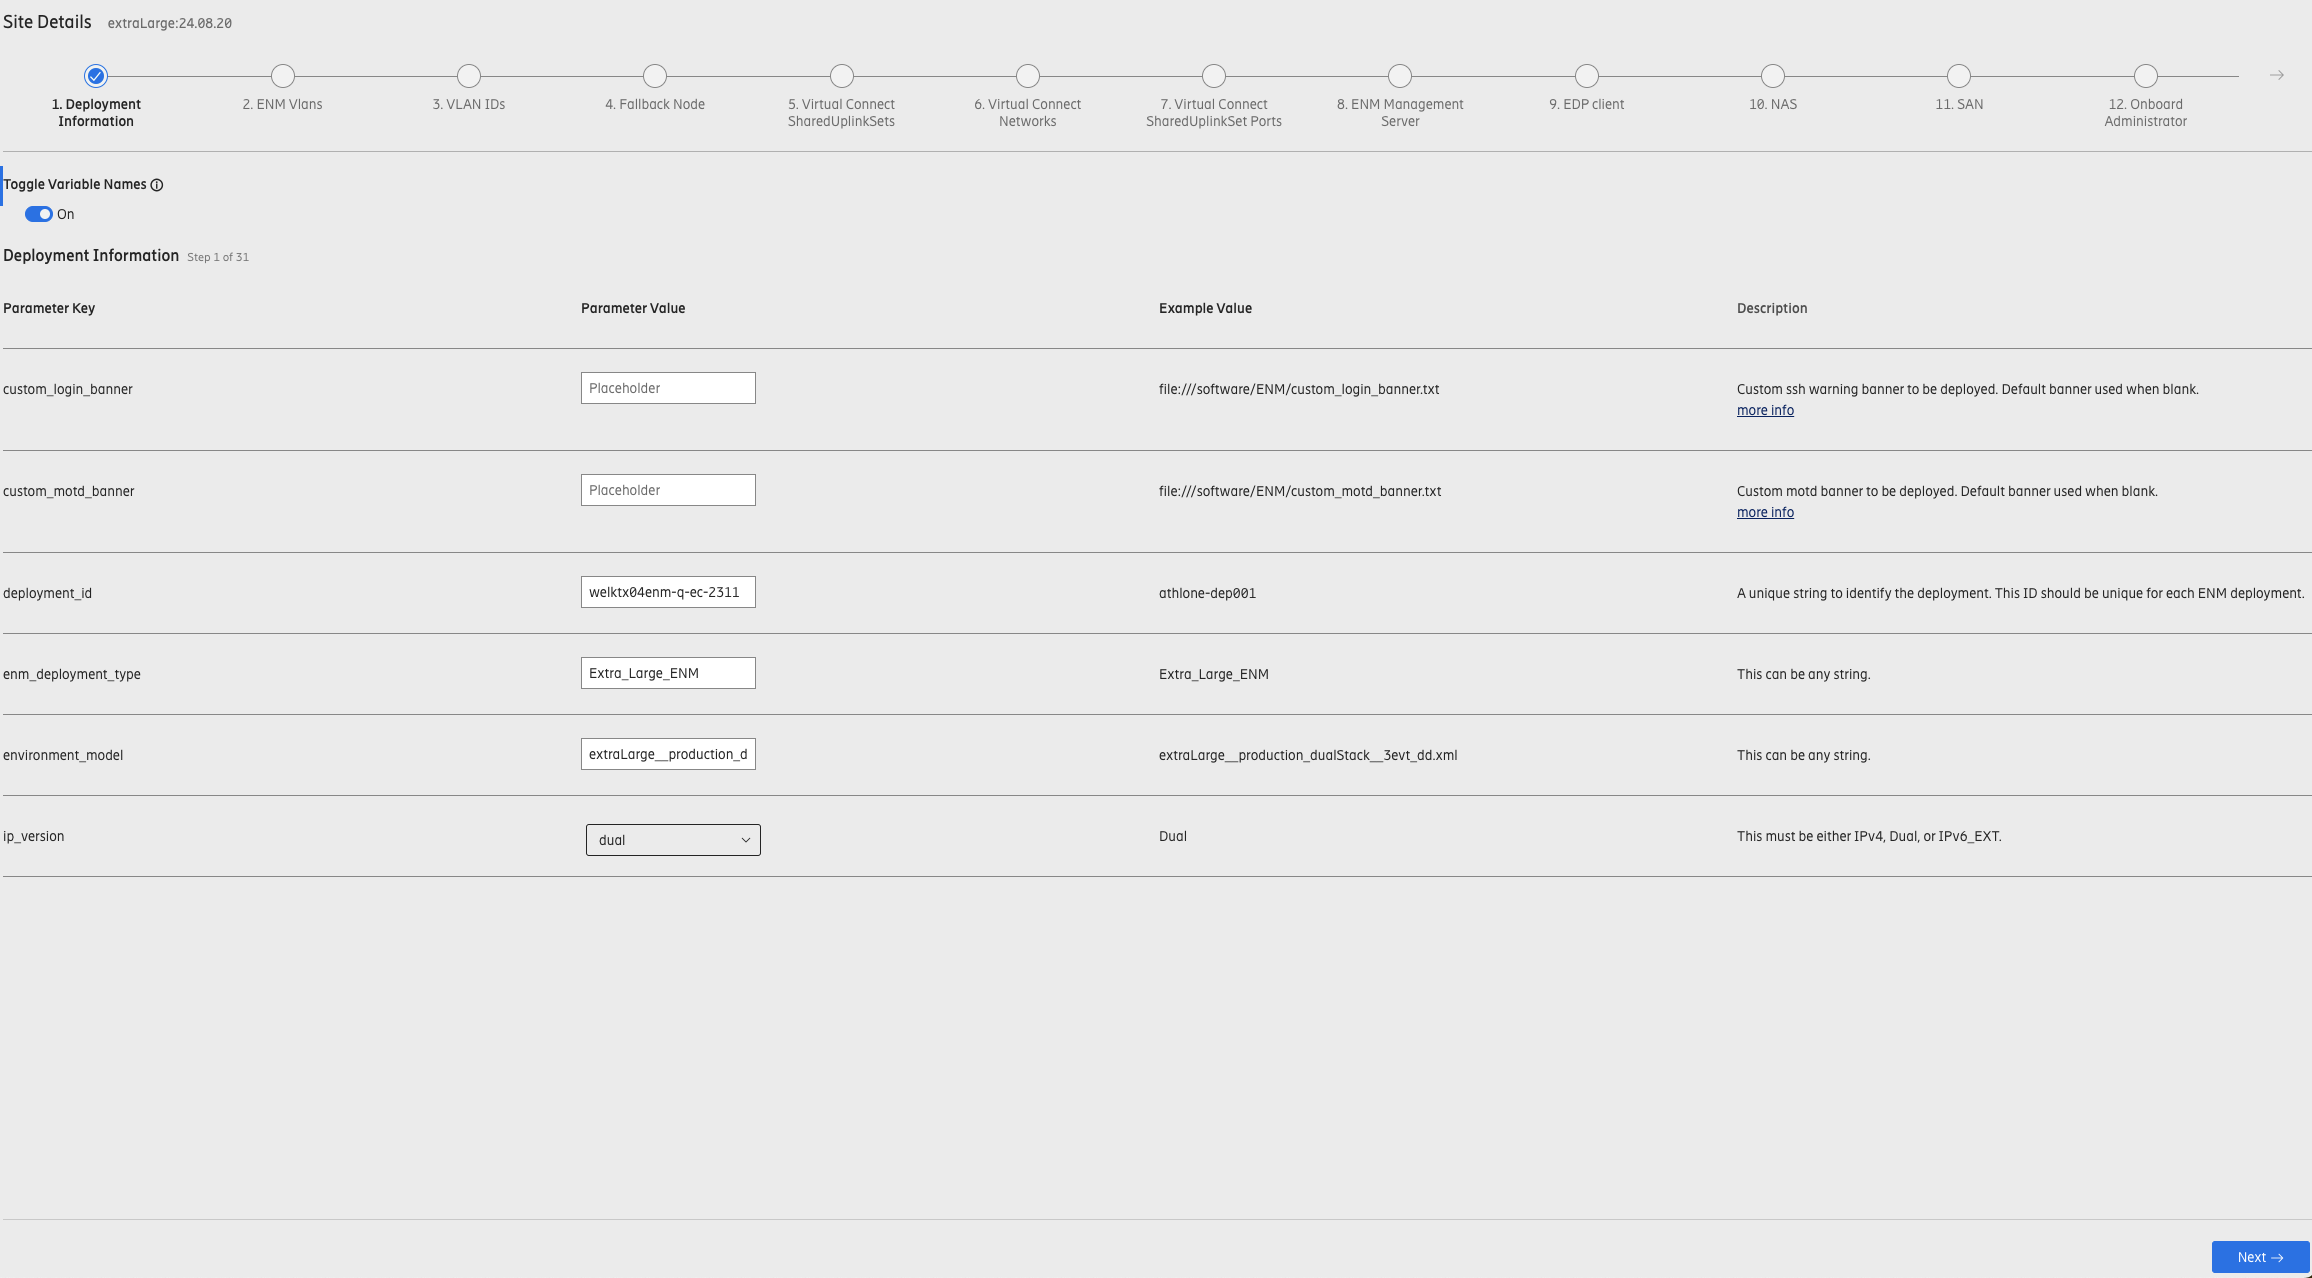 Site Details extraLarge:24.08.20
1. Deployment Information
2. ENM Vlans
3. VLAN IDs
4. Fallback Node
5. Virtual Connect SharedUplinkSets
6. Virtual Connect Networks
7. Virtual Connect SharedUplinkSet Ports
8. ENM Management Server
9. EDP client
10. NAS
11. SAN
12. Onboard Administrator
Toggle Variable Names
On
Deployment Information Step 1 of 31
Parameter Key Parameter Value Example Value Description
custom_login_banner Placeholder file:///software/ENM/custom_login_banner.txt Custom ssh warning banner to be deployed. Default banner used when blank.
more info
custom_motd_banner Placeholder file:///software/ENM/custom_motd_banner.txt Custom motd banner to be deployed. Default banner used when blank.
more info
deployment_id welktx04enm-q-ec-2311 athlone-dep001 A unique string to identify the deployment. This ID should be unique for each ENM deployment.
enm_deployment_type Extra_Large_ENM Extra_Large_ENM This can be any string.
environment_model extraLarge__production_d extraLarge__production_dualStack__3evt_dd.xml This can be any string.
ip_version dual Dual This must be either IPv4, Dual, or IPv6_EXT.
Next →